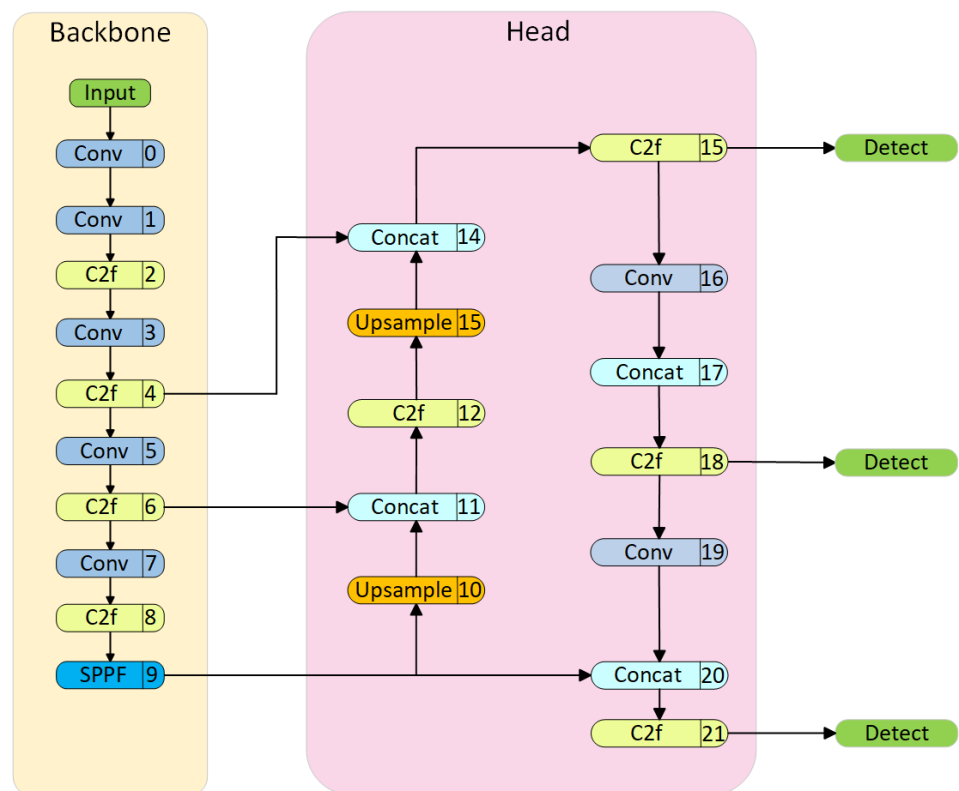 Backbone
Input
Conv 0
Conv 1
C2f 2
Conv 3
C2f 4
Conv 5
C2f 6
Conv 7
C2f 8
SPPF 9
Head
Concat 14
Upsample 15
C2f 12
Concat 11
Upsample 10
C2f 15
Conv 16
Concat 17
C2f 18
Conv 19
Concat 20
C2f 21
Detect
Detect
Detect